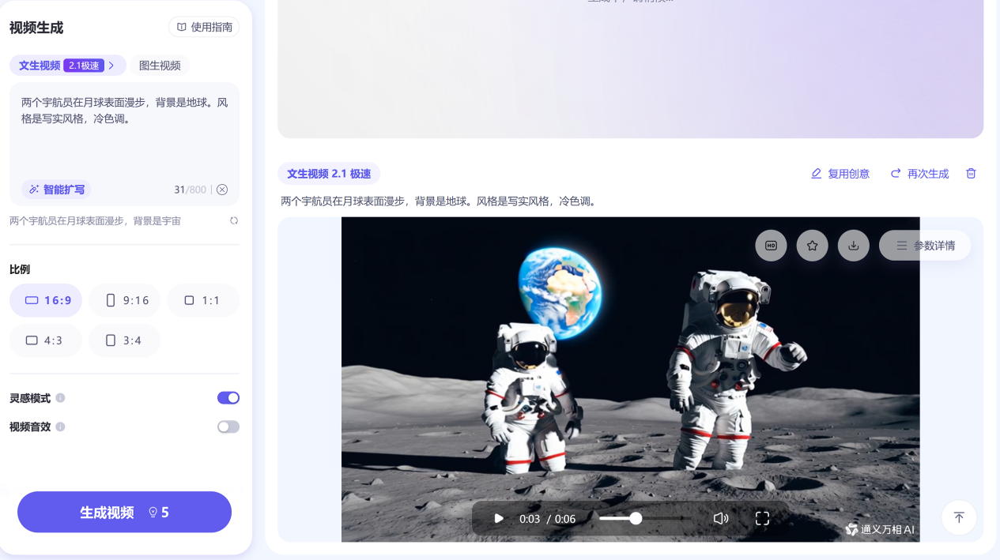 视频生成
使用指南
文生视频 2.1极速
图生视频
两个宇航员在月球表面漫步，背景是地球。风
格是写实风格，冷色调。
智能扩写
31/800
两个宇航员在月球表面漫步，背景是宇宙
比例
16:9
9:16
1:1
4:3
3:4
灵感模式
视频音效
生成视频 5
文生视频 2.1 极速
复用创意
再次生成
两个宇航员在月球表面漫步，背景是地球。风格是写实风格，冷色调。
HD
参数详情
0:03 / 0:06
通义万相 AI